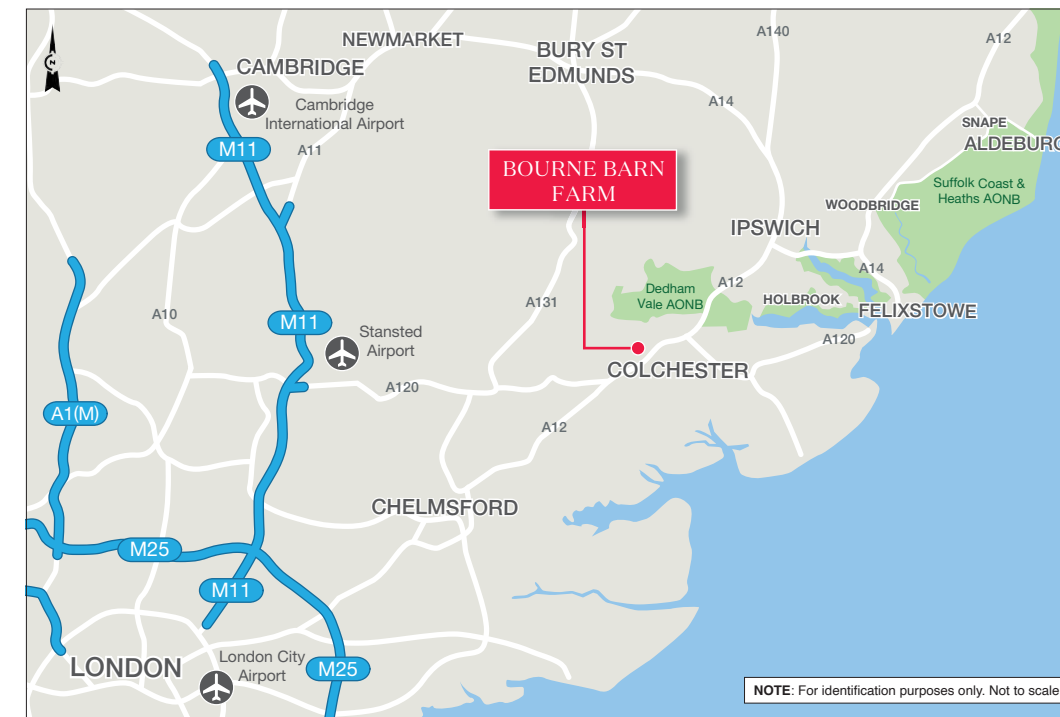 NEWMARKET
BURY ST
EDMUNDS
A140
A12
N
CAMBRIDGE
Cambridge
International Airport
A14
SNAPE
ALDEBURG
M11
A11
BOURNE BARN
FARM
Suffolk Coast &
Heaths AONB
WOODBRIDGE
IPSWICH
A14
A12
Dedham
Vale AONB
HOLBROOK
FELIXSTOWE
A131
A10
M11
Stansted
Airport
A120
COLCHESTER
A120
A1(M)
A12
CHELMSFORD
M25
M11
LONDON
London City
Airport
M25
NOTE: For identification purposes only. Not to scale